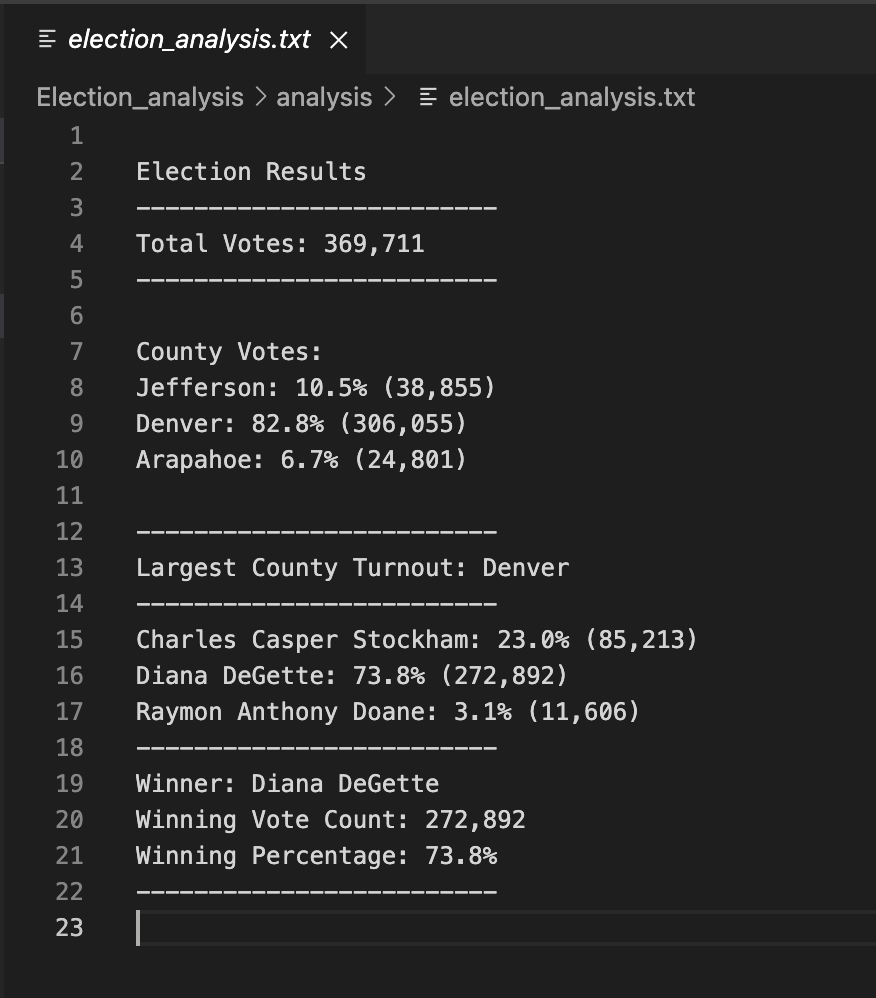 election_analysis.txt
Election_analysis > analysis > election_analysis.txt
1
2 Election Results
3 -------------------------
4 Total Votes: 369,711
5 -------------------------
6
7 County Votes:
8 Jefferson: 10.5% (38,855)
9 Denver: 82.8% (306,055)
10 Arapahoe: 6.7% (24,801)
11
12 -------------------------
13 Largest County Turnout: Denver
14 -------------------------
15 Charles Casper Stockham: 23.0% (85,213)
16 Diana DeGette: 73.8% (272,892)
17 Raymon Anthony Doane: 3.1% (11,606)
18 -------------------------
19 Winner: Diana DeGette
20 Winning Vote Count: 272,892
21 Winning Percentage: 73.8%
22 -------------------------
23